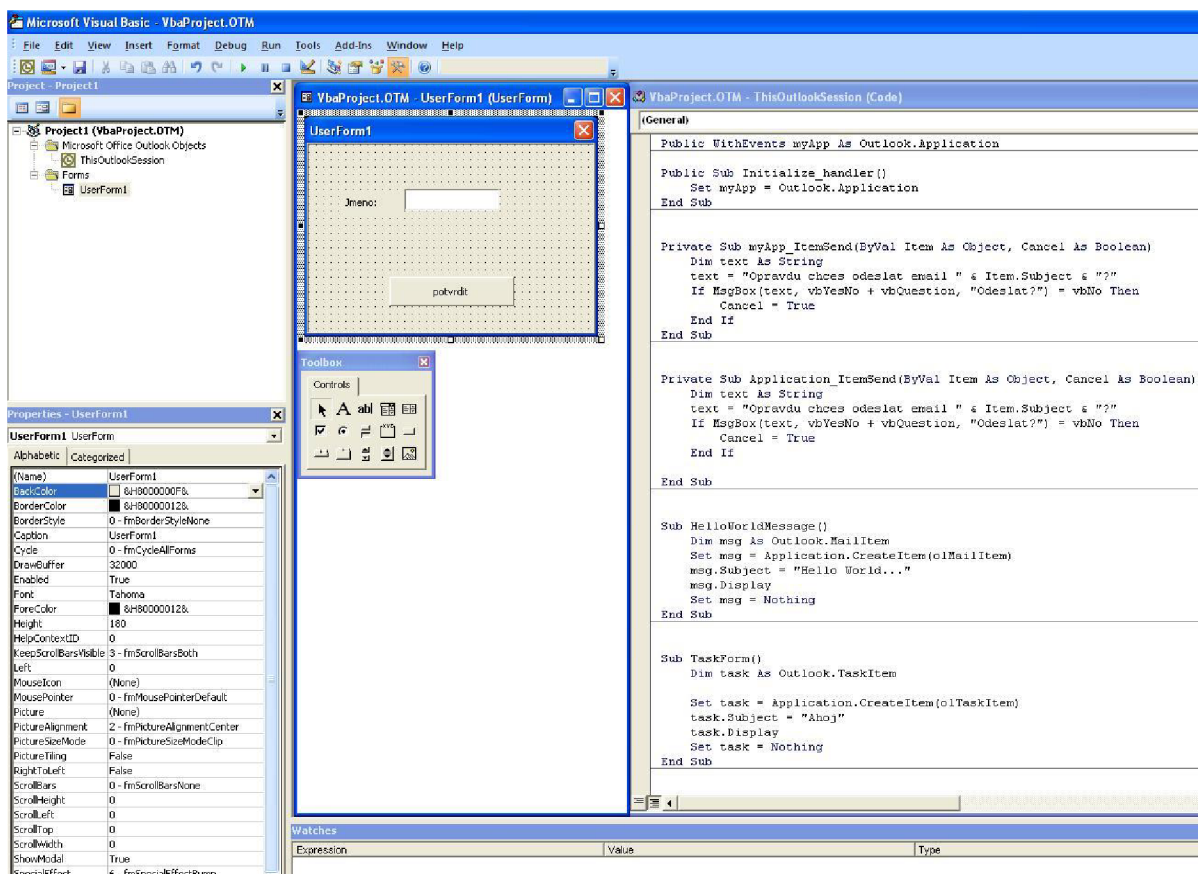 Microsoft Visual Basic - VbaProject.OTM
File Edit View Insert Format Debug Run Tools Add-Ins Window Help
Project - Project1
Project1 (VbaProject.OTM)
Microsoft Office Outlook Objects
ThisOutlookSession
Forms
UserForm1
Properties - UserForm1
UserForm1 UserForm
Alphabetic Categorized
(Name) UserForm1
BackColor &H8000000F&
BorderColor &H80000012&
BorderStyle 0 - fmBorderStyleNone
Caption UserForm1
Cycle 0 - fmCycleAllForms
DrawBuffer 32000
Enabled True
Font Tahoma
ForeColor &H80000012&
Height 180
HelpContextID 0
KeepScrollBarsVisible 3 - fmScrollBarsBoth
Left 0
MouseIcon (None)
MousePointer 0 - fmMousePointerDefault
Picture (None)
PictureAlignment 2 - fmPictureAlignmentCenter
PictureSizeMode 0 - fmPictureSizeModeClip
PictureTiling False
RightToLeft False
ScrollBars 0 - fmScrollBarsNone
ScrollHeight 0
ScrollLeft 0
ScrollTop 0
ScrollWidth 0
ShowModal True
SpecialEffect 6 - fmSpecialEffectBump
VbaProject.OTM - UserForm1 (UserForm)
UserForm1
Jmeno:
potvrdit
Toolbox
Controls
VbaProject.OTM - ThisOutlookSession (Code)
(General)
Public WithEvents myApp As Outlook.Application
Public Sub Initialize_handler()
Set myApp = Outlook.Application
End Sub
Private Sub myApp_ItemSend(ByVal Item As Object, Cancel As Boolean)
Dim text As String
text = "Opravdu chces odeslat email " & Item.Subject & "?"
If MsgBox(text, vbYesNo + vbQuestion, "Odeslat?") = vbNo Then
Cancel = True
End If
End Sub
Private Sub Application_ItemSend(ByVal Item As Object, Cancel As Boolean)
Dim text As String
text = "Opravdu chces odeslat email " & Item.Subject & "?"
If MsgBox(text, vbYesNo + vbQuestion, "Odeslat?") = vbNo Then
Cancel = True
End If
End Sub
Sub HelloWorldMessage()
Dim msg As Outlook.MailItem
Set msg = Application.CreateItem(olMailItem)
msg.Subject = "Hello World..."
msg.Display
Set msg = Nothing
End Sub
Sub TaskForm()
Dim task As Outlook.TaskItem
Set task = Application.CreateItem(olTaskItem)
task.Subject = "Ahoj"
task.Display
Set task = Nothing
End Sub
Watches
Expression Value Type